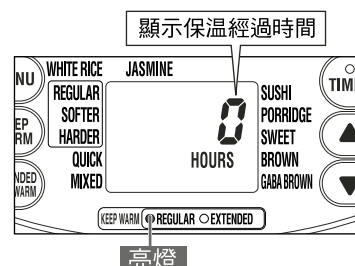 顯示保温經過時間
WHITE RICE JASMINE
NU REGULAR SUSHI TIM
SOFTER PORRIDGE
EP HARDER 0 SWEET
RM QUICK HOURS BROWN
NDED MIXED GABA BROWN
WARM
KEEP WARM REGULAR EXTENDED
亮燈